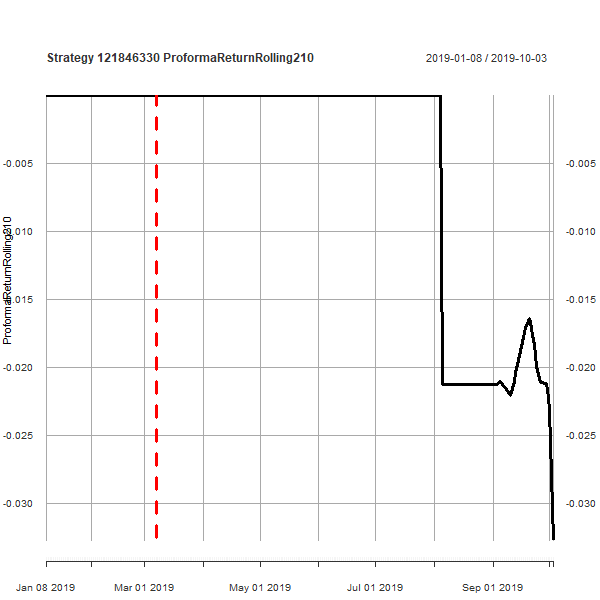 Strategy 121846330 ProformaReturnRolling210
2019-01-08 / 2019-10-03
ProformaReturnRolling210
-0.005
-0.005
-0.010
-0.010
-0.015
-0.015
-0.020
-0.020
-0.025
-0.025
-0.030
-0.030
Jan 08 2019
Mar 01 2019
May 01 2019
Jul 01 2019
Sep 01 2019